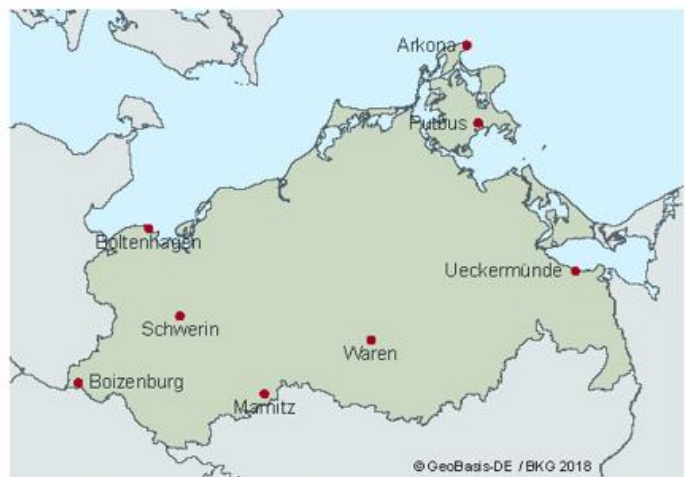 Arkona
Putbus
Boltenhagen
Ueckermünde
Schwerin
Waren
Boizenburg
Marnitz
© GeoBasis-DE / BKG 2018